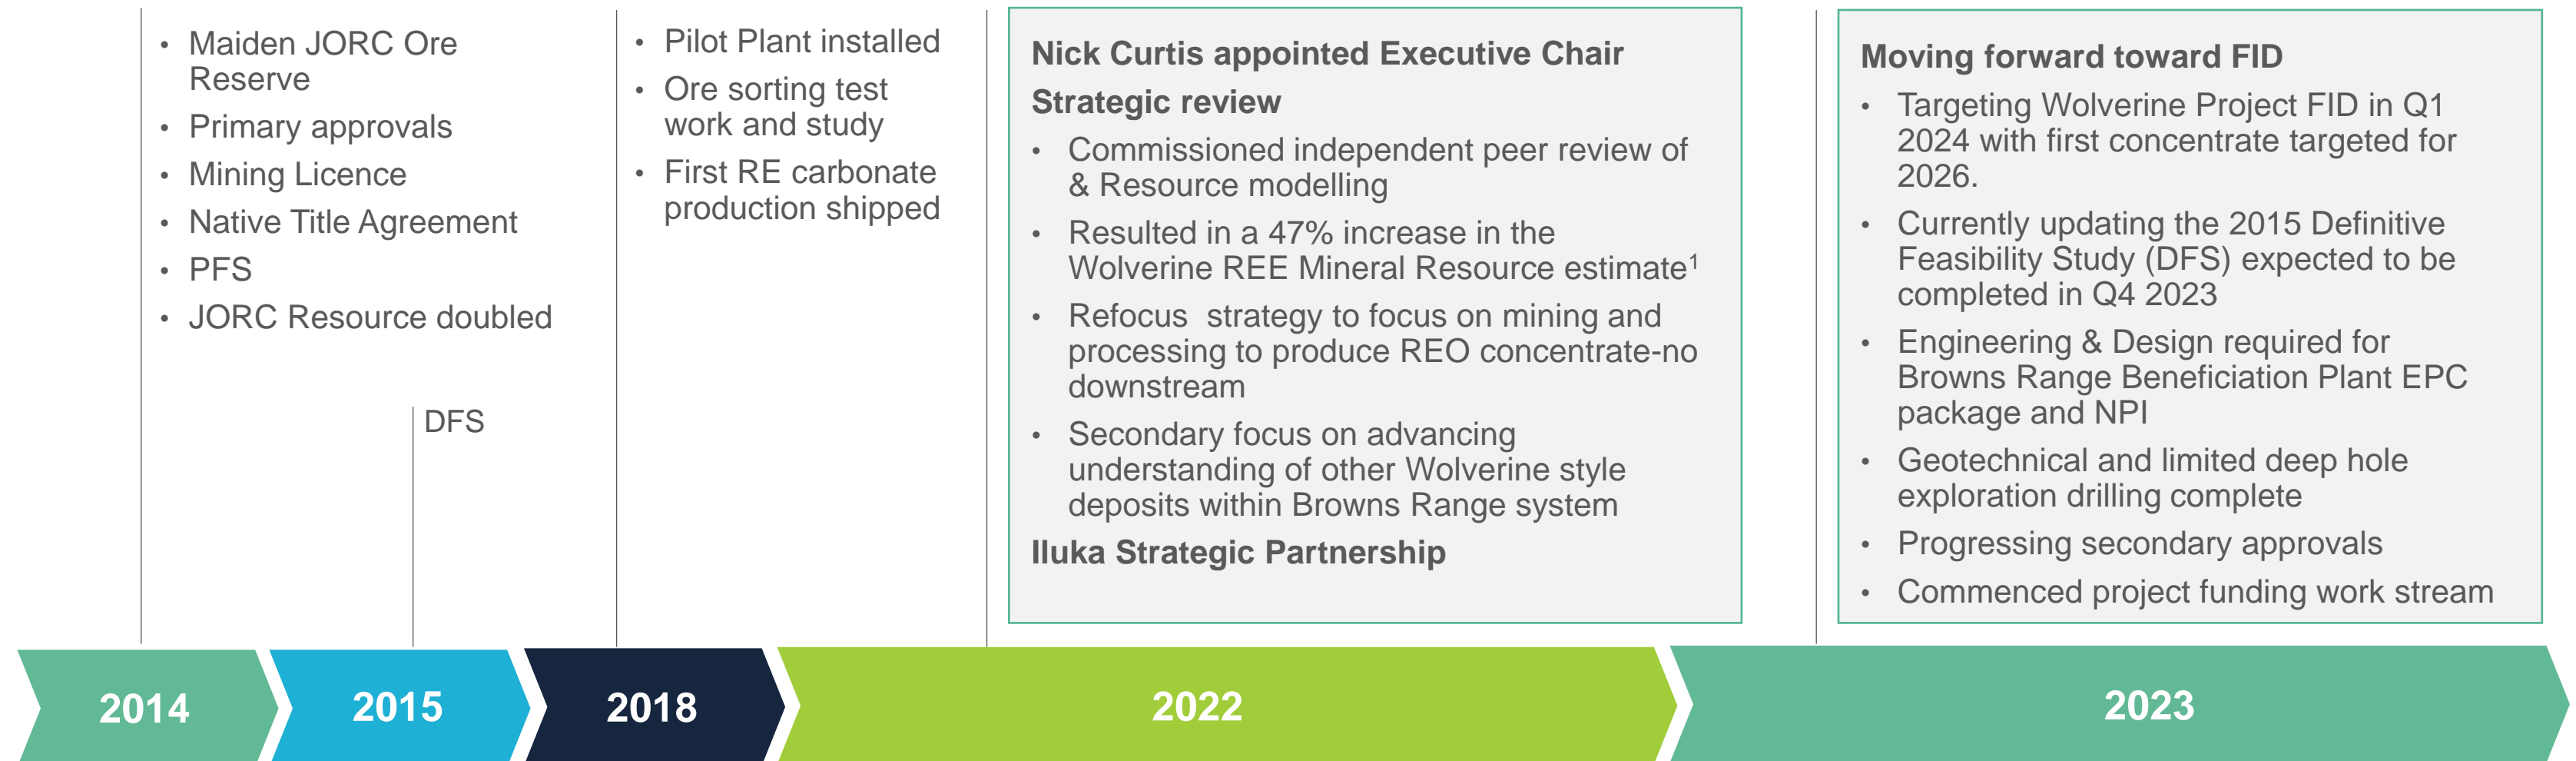 • Maiden JORC Ore
Reserve
• Primary approvals
• Mining Licence
• Native Title Agreement
• PFS
• JORC Resource doubled
DFS
• Pilot Plant installed
• Ore sorting test
work and study
• First RE carbonate
production shipped
Nick Curtis appointed Executive Chair
Strategic review
• Commissioned independent peer review of
& Resource modelling
• Resulted in a 47% increase in the
Wolverine REE Mineral Resource estimate¹
• Refocus  strategy to focus on mining and
processing to produce REO concentrate-no
downstream
• Secondary focus on advancing
understanding of other Wolverine style
deposits within Browns Range system
Iluka Strategic Partnership
Moving forward toward FID
• Targeting Wolverine Project FID in Q1
2024 with first concentrate targeted for
2026.
• Currently updating the 2015 Definitive
Feasibility Study (DFS) expected to be
completed in Q4 2023
• Engineering & Design required for
Browns Range Beneficiation Plant EPC
package and NPI
• Geotechnical and limited deep hole
exploration drilling complete
• Progressing secondary approvals
• Commenced project funding work stream
2014
2015
2018
2022
2023